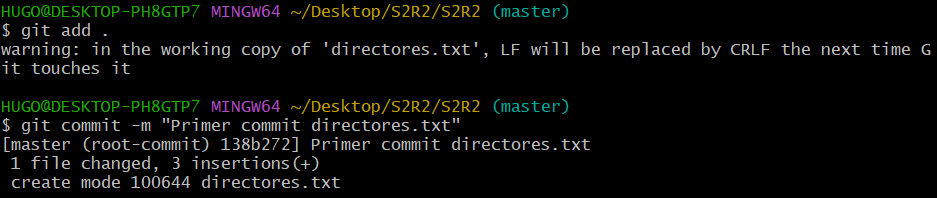 HUGO@DESKTOP-PH8GTP7 MINGW64 ~/Desktop/S2R2/S2R2 (master)
$ git add .
warning: in the working copy of 'directores.txt', LF will be replaced by CRLF the next time G
it touches it
HUGO@DESKTOP-PH8GTP7 MINGW64 ~/Desktop/S2R2/S2R2 (master)
$ git commit -m "Primer commit directores.txt"
[master (root-commit) 138b272] Primer commit directores.txt
 1 file changed, 3 insertions(+)
 create mode 100644 directores.txt